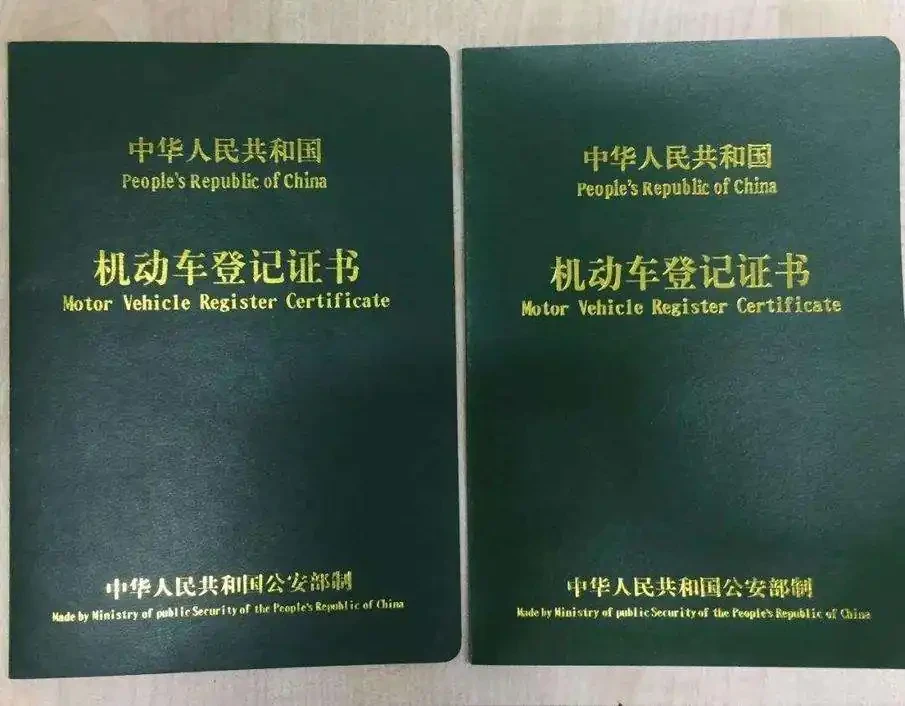 中华人民共和国
People's Republic of China
机动车登记证书
Motor Vehicle Register Certificate
中华人民共和国公安部制
Made by Ministry of public Security of the People's Republic of China
中华人民共和国
People's Republic of China
机动车登记证书
Motor Vehicle Register Certificate
中华人民共和国公安部制
Made by Ministry of public Security of the People's Republic of China